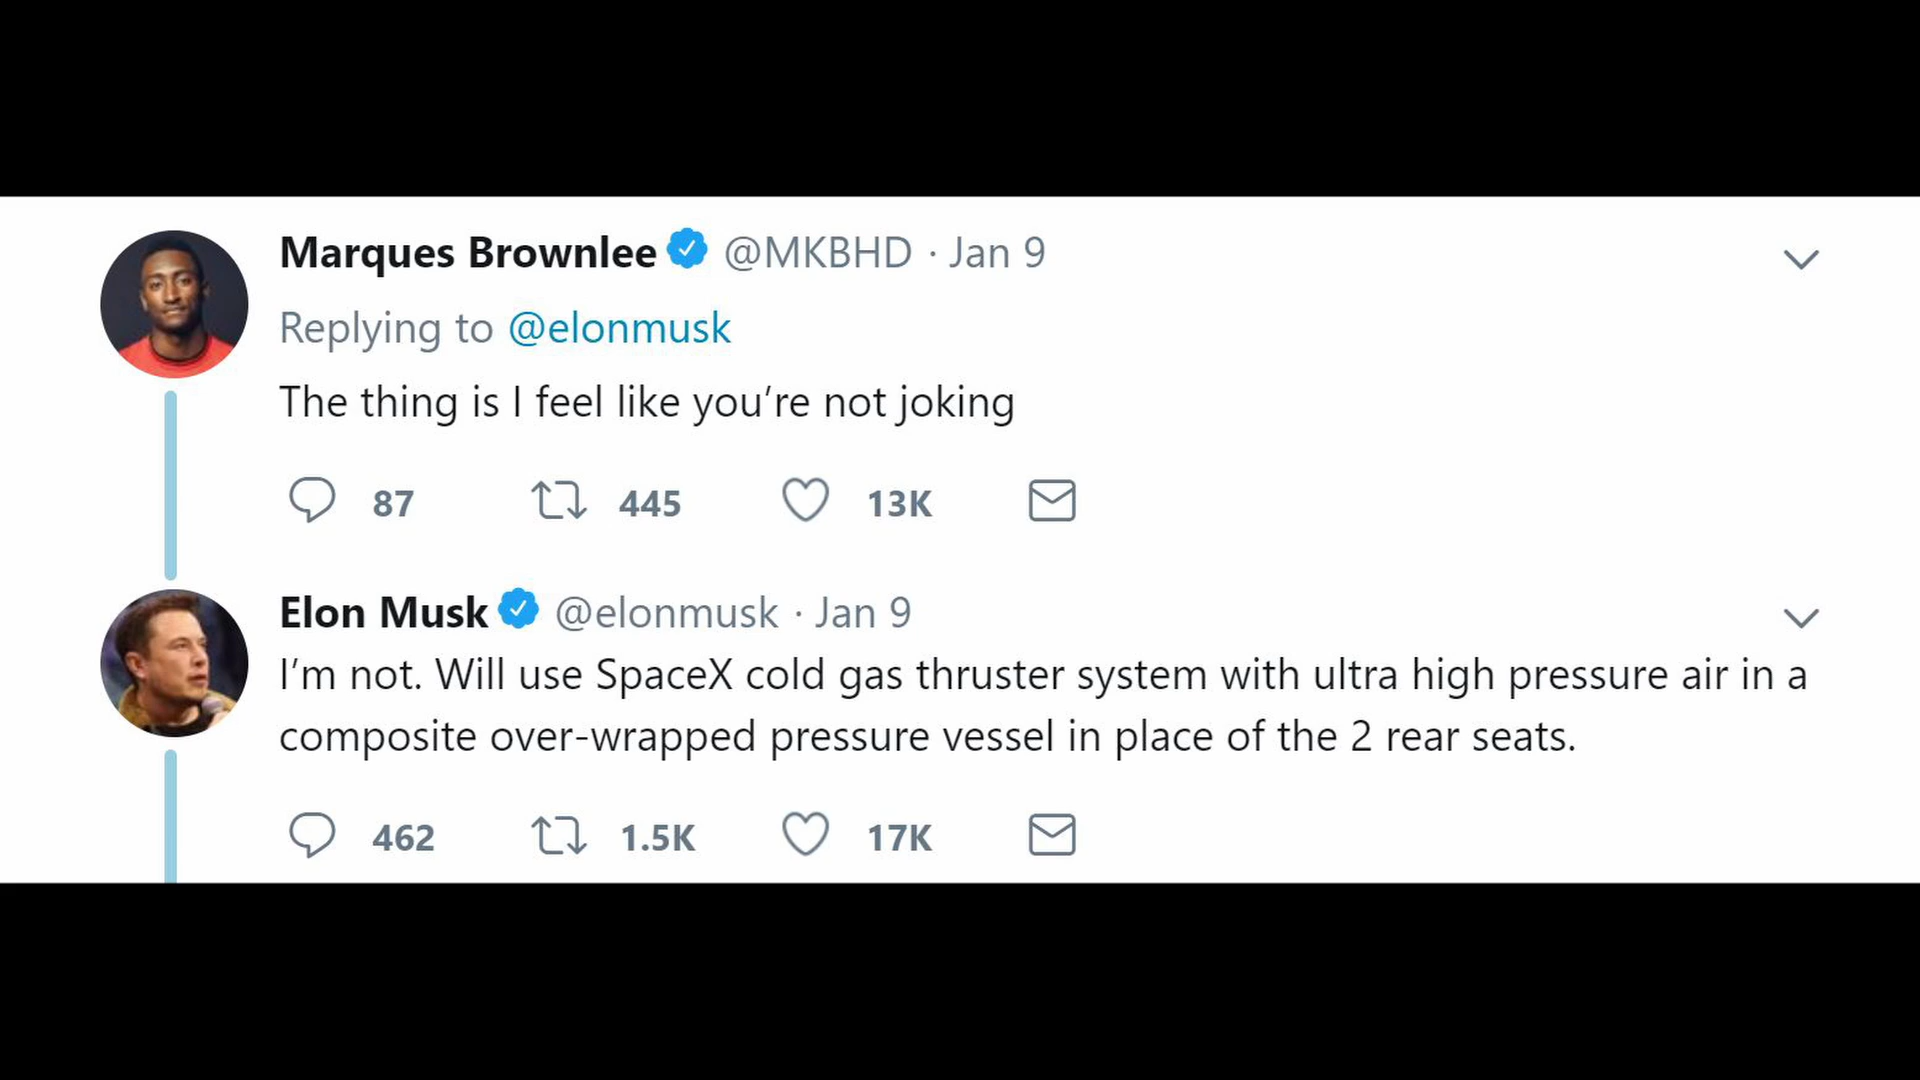 Marques Brownlee @MKBHD · Jan 9
Replying to @elonmusk
The thing is I feel like you’re not joking
87 445 13K
Elon Musk @elonmusk · Jan 9
I’m not. Will use SpaceX cold gas thruster system with ultra high pressure air in a
composite over-wrapped pressure vessel in place of the 2 rear seats.
462 1.5K 17K